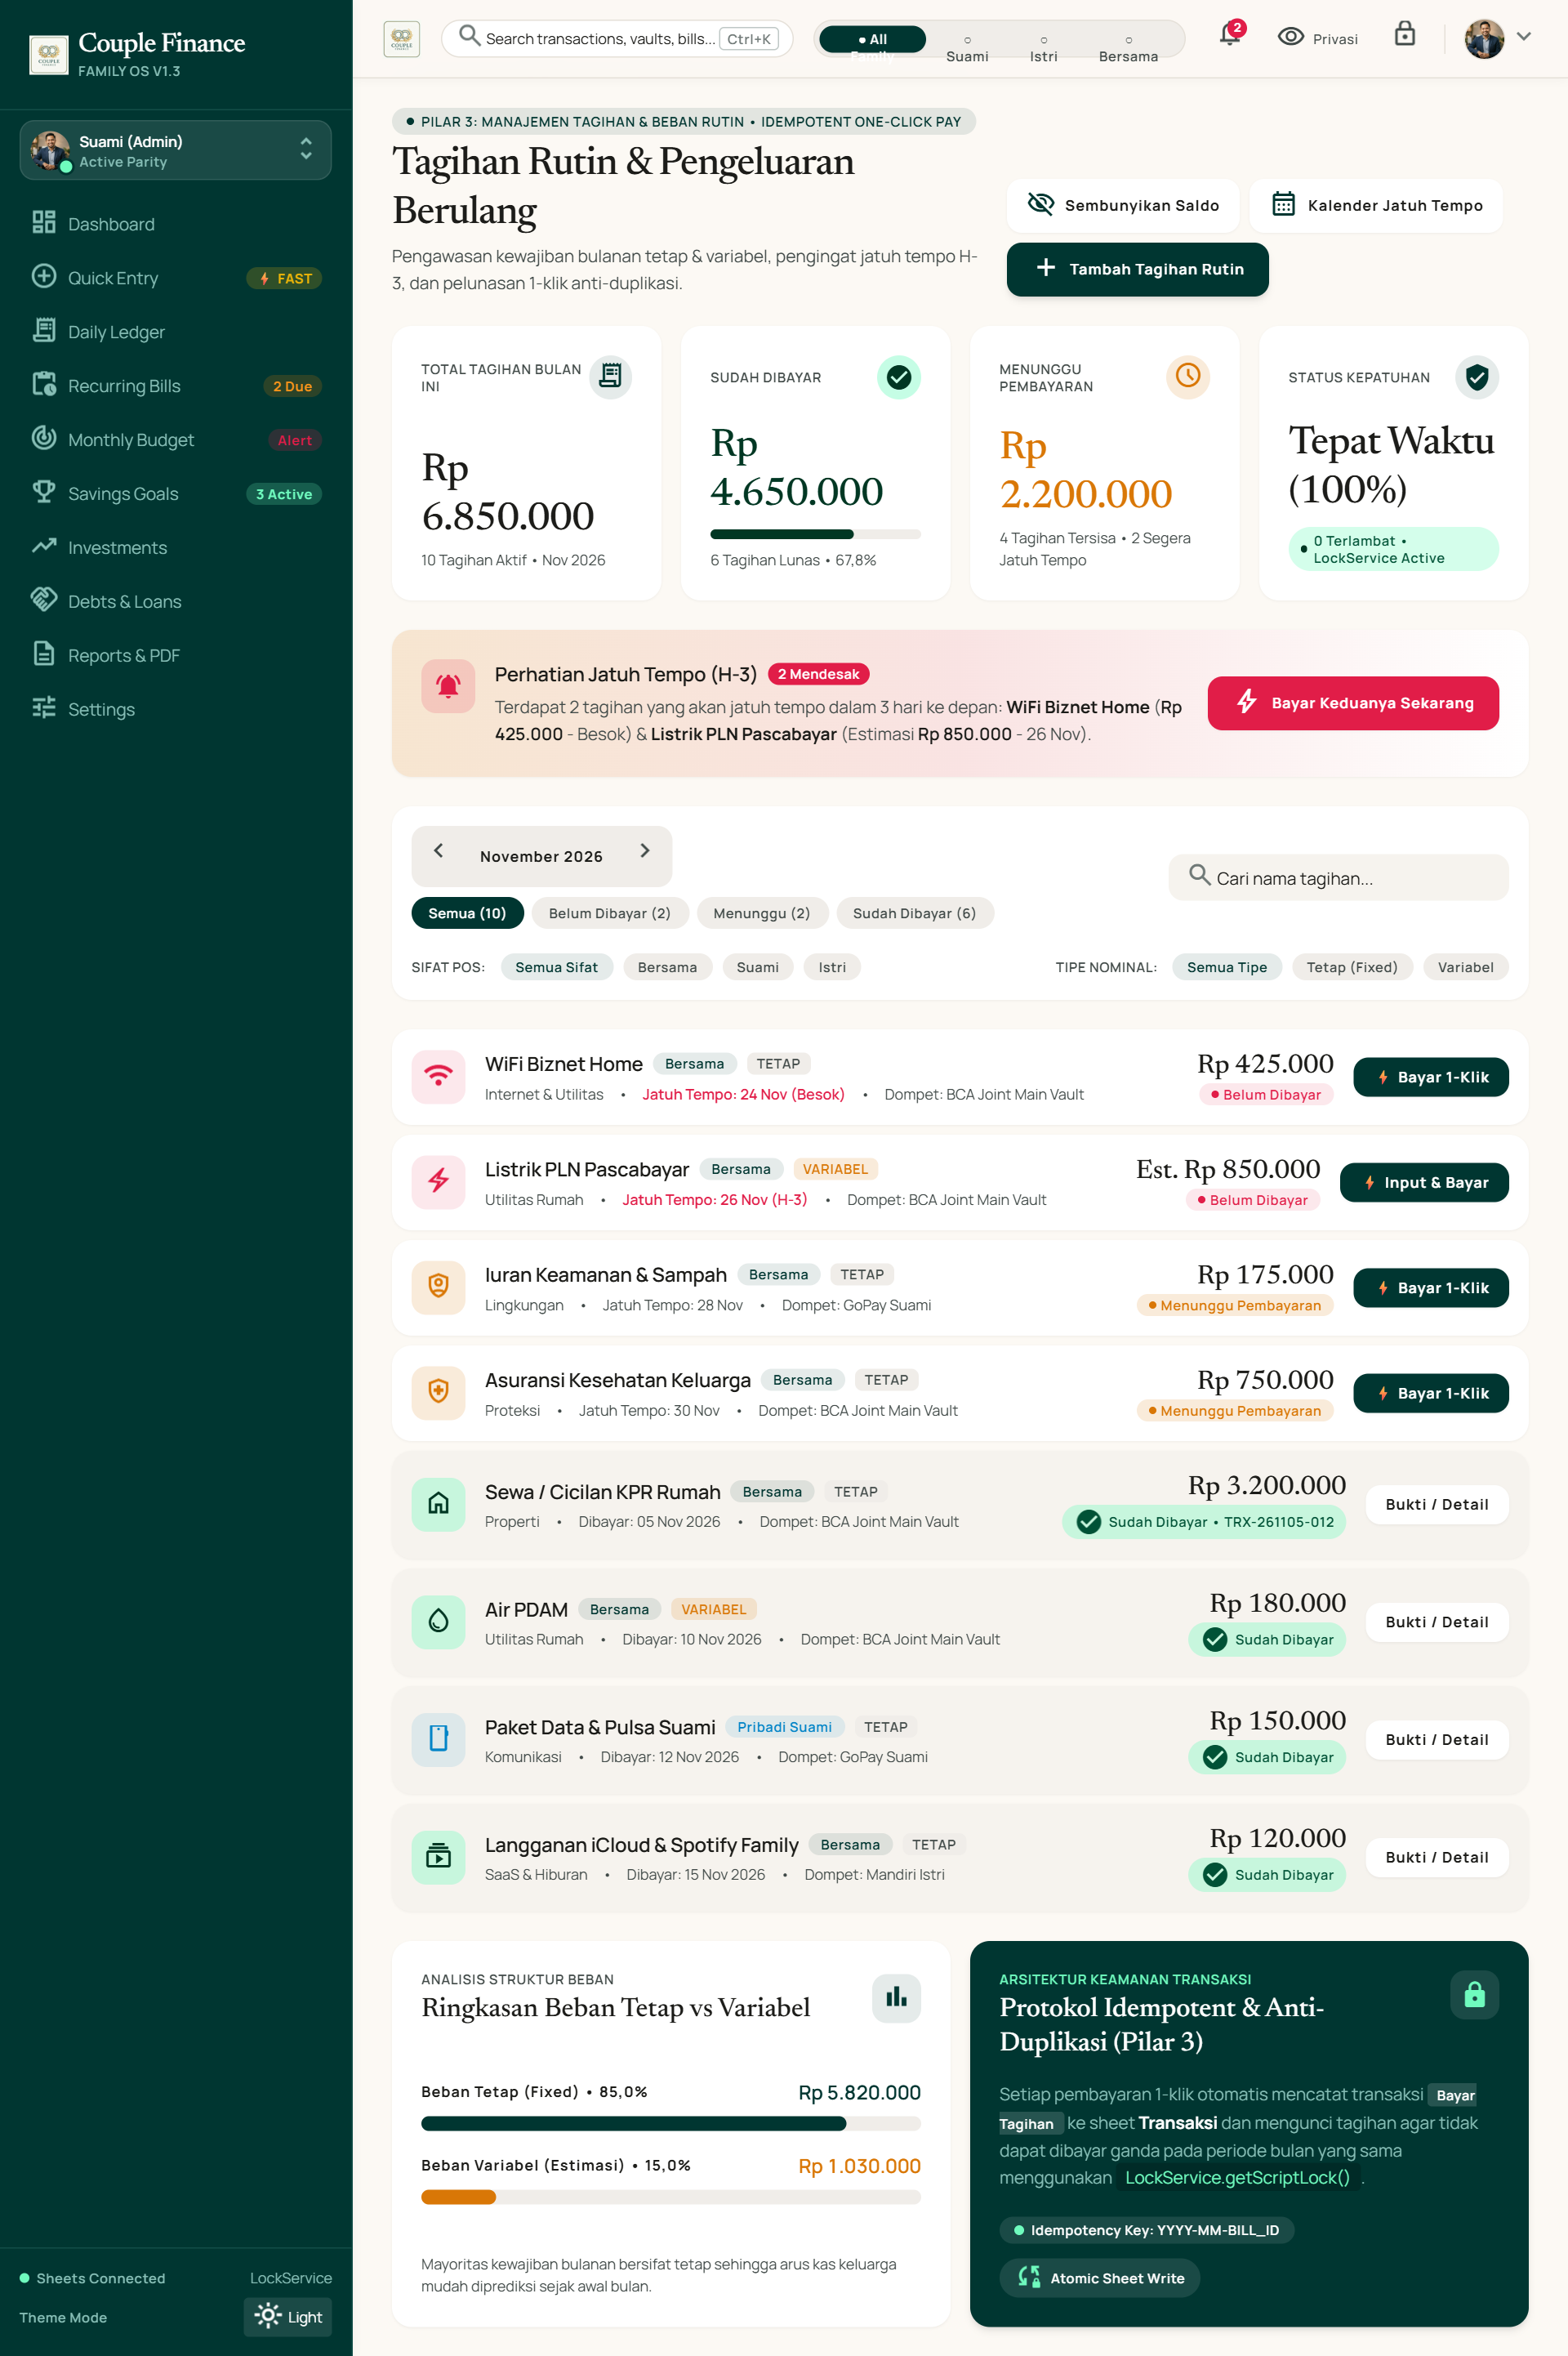 Couple Finance
FAMILY OS V1.3
Suami (Admin)
Active Parity
Dashboard
Quick Entry
FAST
Daily Ledger
Recurring Bills
2 Due
Monthly Budget
Alert
Savings Goals
3 Active
Investments
Debts & Loans
Reports & PDF
Settings
Sheets Connected
LockService
Theme Mode
Light
Search transactions, vaults, bills...
Ctrl+K
● All
Family
○
Suami
○
Istri
○
Bersama
2
Privasi
PILAR 3: MANAJEMEN TAGIHAN & BEBAN RUTIN • IDEMPOTENT ONE-CLICK PAY
Tagihan Rutin & Pengeluaran
Berulang
Pengawasan kewajiban bulanan tetap & variabel, pengingat jatuh tempo H-
3, dan pelunasan 1-klik anti-duplikasi.
Sembunyikan Saldo
Kalender Jatuh Tempo
Tambah Tagihan Rutin
TOTAL TAGIHAN BULAN
INI
Rp
6.850.000
10 Tagihan Aktif • Nov 2026
SUDAH DIBAYAR
Rp
4.650.000
6 Tagihan Lunas • 67,8%
MENUNGGU
PEMBAYARAN
Rp
2.200.000
4 Tagihan Tersisa • 2 Segera
Jatuh Tempo
STATUS KEPATUHAN
Tepat Waktu
(100%)
0 Terlambat •
LockService Active
Perhatian Jatuh Tempo (H-3)
2 Mendesak
Terdapat 2 tagihan yang akan jatuh tempo dalam 3 hari ke depan: WiFi Biznet Home (Rp
425.000 - Besok) & Listrik PLN Pascabayar (Estimasi Rp 850.000 - 26 Nov).
Bayar Keduanya Sekarang
November 2026
Cari nama tagihan...
Semua (10)
Belum Dibayar (2)
Menunggu (2)
Sudah Dibayar (6)
SIFAT POS:
Semua Sifat
Bersama
Suami
Istri
TIPE NOMINAL:
Semua Tipe
Tetap (Fixed)
Variabel
WiFi Biznet Home
Bersama
TETAP
Internet & Utilitas • Jatuh Tempo: 24 Nov (Besok) • Dompet: BCA Joint Main Vault
Rp 425.000
Belum Dibayar
Bayar 1-Klik
Listrik PLN Pascabayar
Bersama
VARIABEL
Utilitas Rumah • Jatuh Tempo: 26 Nov (H-3) • Dompet: BCA Joint Main Vault
Est. Rp 850.000
Belum Dibayar
Input & Bayar
Iuran Keamanan & Sampah
Bersama
TETAP
Lingkungan • Jatuh Tempo: 28 Nov • Dompet: GoPay Suami
Rp 175.000
Menunggu Pembayaran
Bayar 1-Klik
Asuransi Kesehatan Keluarga
Bersama
TETAP
Proteksi • Jatuh Tempo: 30 Nov • Dompet: BCA Joint Main Vault
Rp 750.000
Menunggu Pembayaran
Bayar 1-Klik
Sewa / Cicilan KPR Rumah
Bersama
TETAP
Properti • Dibayar: 05 Nov 2026 • Dompet: BCA Joint Main Vault
Rp 3.200.000
Sudah Dibayar • TRX-261105-012
Bukti / Detail
Air PDAM
Bersama
VARIABEL
Utilitas Rumah • Dibayar: 10 Nov 2026 • Dompet: BCA Joint Main Vault
Rp 180.000
Sudah Dibayar
Bukti / Detail
Paket Data & Pulsa Suami
Pribadi Suami
TETAP
Komunikasi • Dibayar: 12 Nov 2026 • Dompet: GoPay Suami
Rp 150.000
Sudah Dibayar
Bukti / Detail
Langganan iCloud & Spotify Family
Bersama
TETAP
SaaS & Hiburan • Dibayar: 15 Nov 2026 • Dompet: Mandiri Istri
Rp 120.000
Sudah Dibayar
Bukti / Detail
ANALISIS STRUKTUR BEBAN
Ringkasan Beban Tetap vs Variabel
Beban Tetap (Fixed) • 85,0%
Rp 5.820.000
Beban Variabel (Estimasi) • 15,0%
Rp 1.030.000
Mayoritas kewajiban bulanan bersifat tetap sehingga arus kas keluarga
mudah diprediksi sejak awal bulan.
ARSITEKTUR KEAMANAN TRANSAKSI
Protokol Idempotent & Anti-
Duplikasi (Pilar 3)
Setiap pembayaran 1-klik otomatis mencatat transaksi Bayar
Tagihan ke sheet Transaksi dan mengunci tagihan agar tidak
dapat dibayar ganda pada periode bulan yang sama
menggunakan LockService.getScriptLock() .
Idempotency Key: YYYY-MM-BILL_ID
Atomic Sheet Write